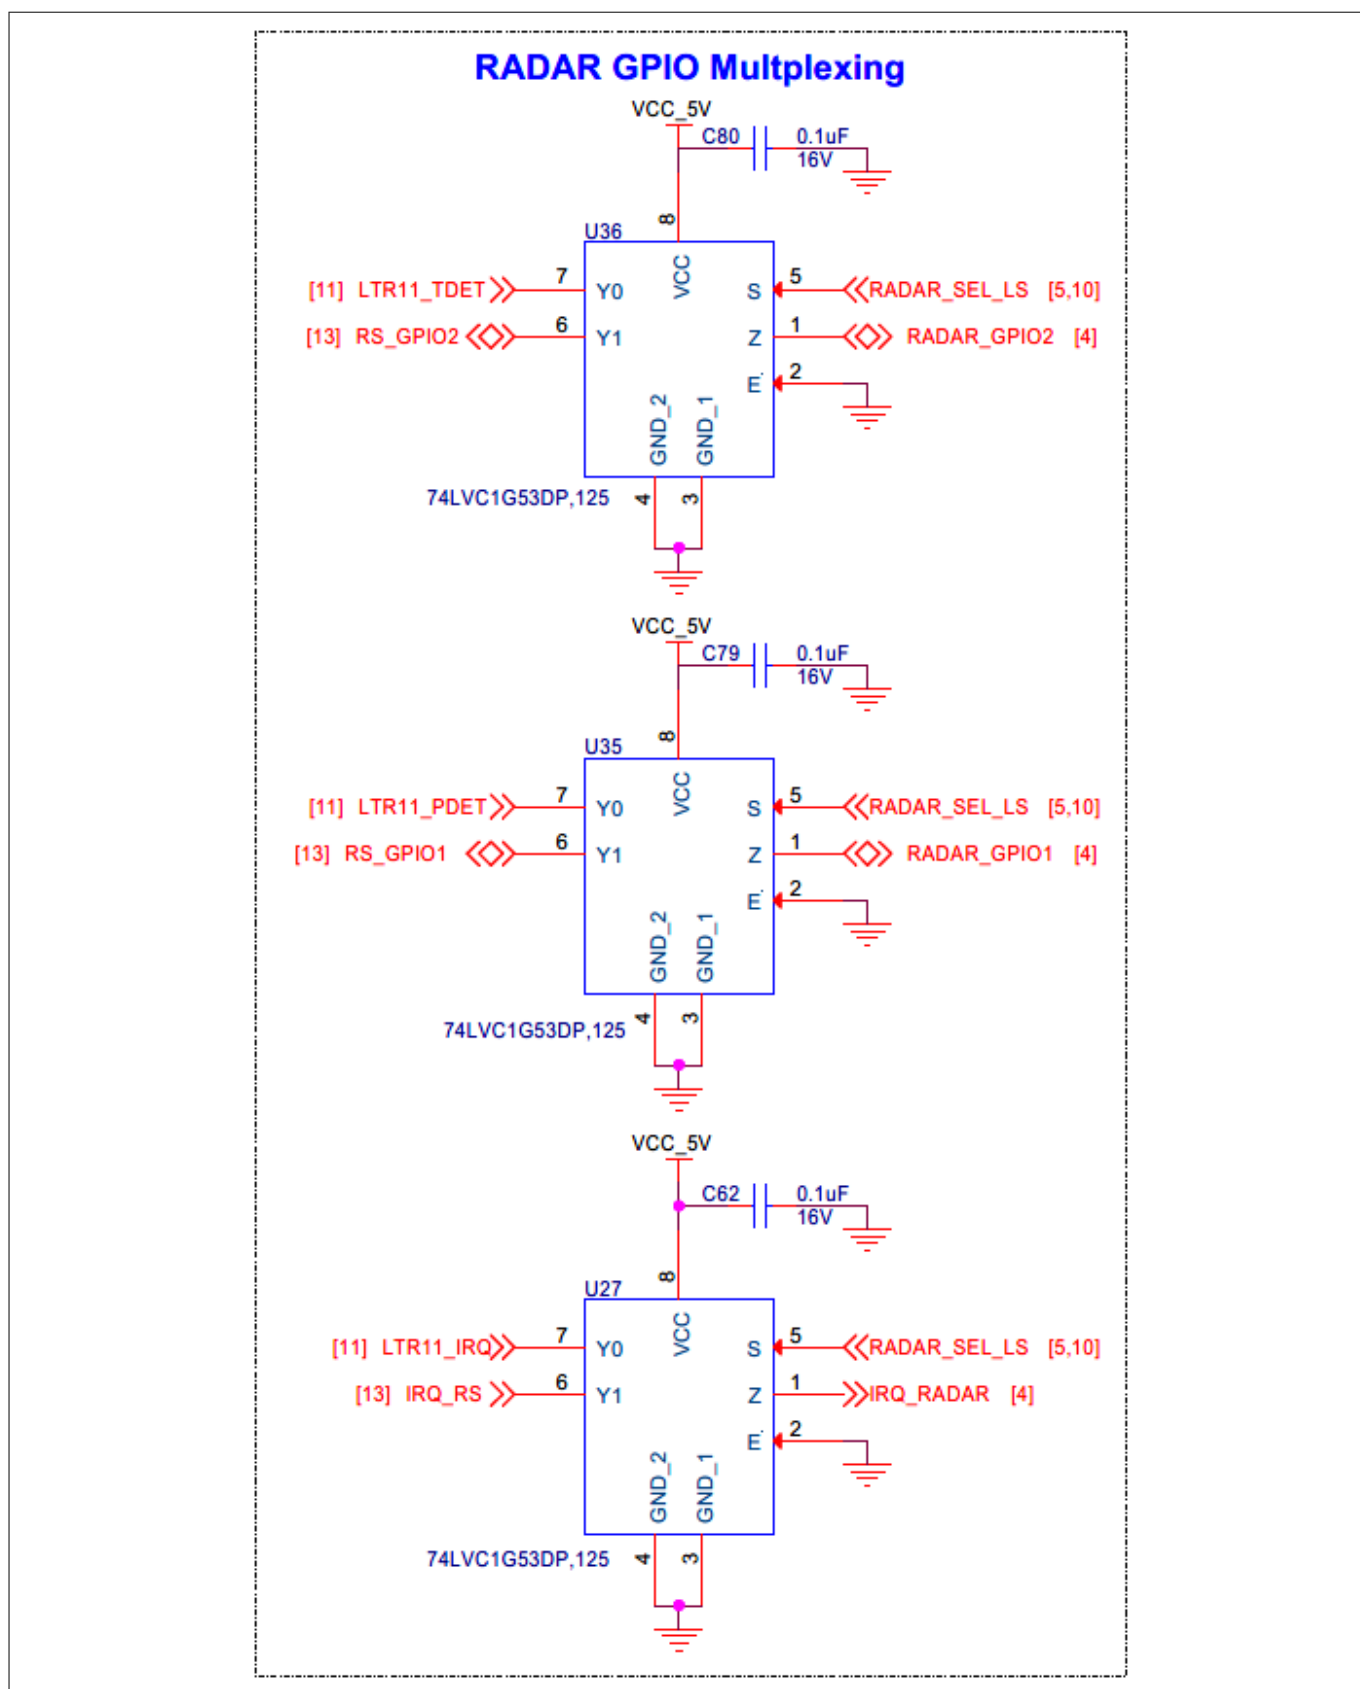 RADAR GPIO Multplexing
VCC_5V
C80 0.1uF
16V
8
U36
VCC
[11] LTR11_TDET 7 Y0 S 5 RADAR_SEL_LS [5,10]
[13] RS_GPIO2 6 Y1 Z 1 RADAR_GPIO2 [4]
E 2
GND_2 GND_1
74LVC1G53DP,125 4 3
VCC_5V
C79 0.1uF
16V
8
U35
VCC
[11] LTR11_PDET 7 Y0 S 5 RADAR_SEL_LS [5,10]
[13] RS_GPIO1 6 Y1 Z 1 RADAR_GPIO1 [4]
E 2
GND_2 GND_1
74LVC1G53DP,125 4 3
VCC_5V
C62 0.1uF
16V
8
U27
VCC
[11] LTR11_IRQ 7 Y0 S 5 RADAR_SEL_LS [5,10]
[13] IRQ_RS 6 Y1 Z 1 IRQ_RADAR [4]
E 2
GND_2 GND_1
74LVC1G53DP,125 4 3